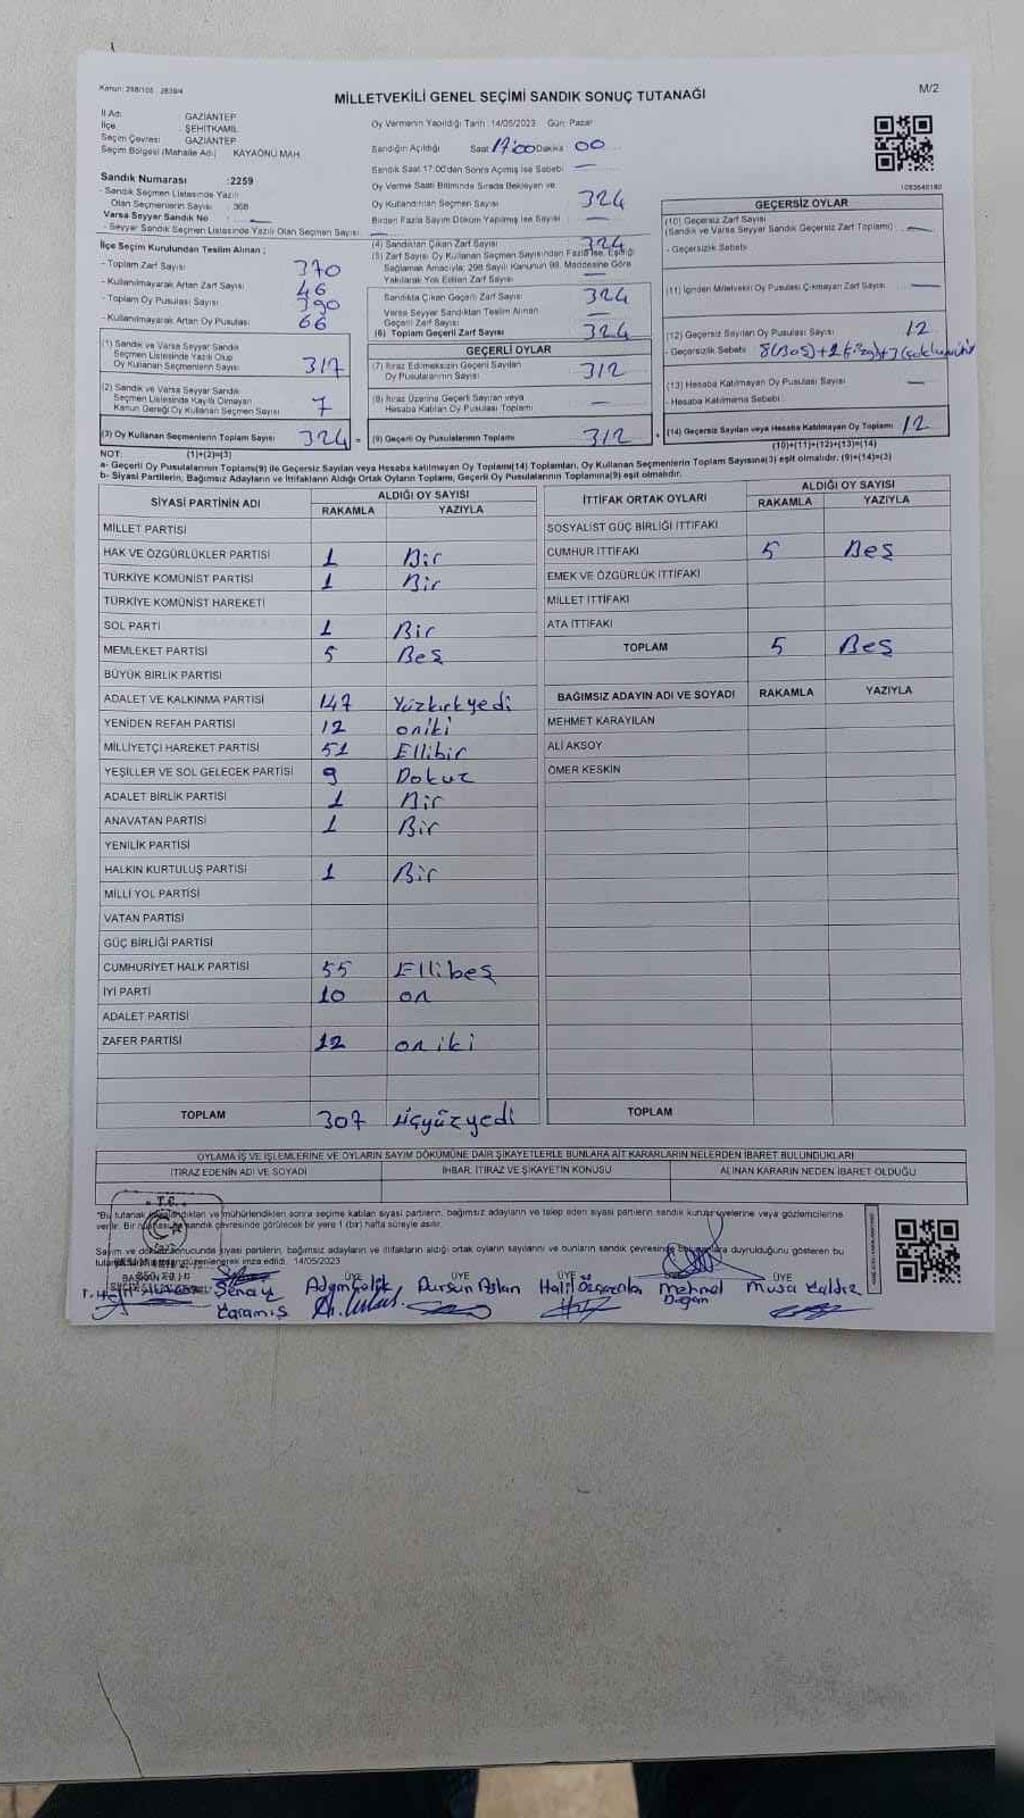 Kanun: 298/105 , 2839/4
MİLLETVEKİLİ GENEL SEÇİMİ SANDIK SONUÇ TUTANAĞI
M/2
İl Adı: GAZİANTEP
İlçe: ŞEHİTKAMİL
Seçim Çevresi: GAZİANTEP
Seçim Bölgesi (Mahalle Adı) KAYAÖNÜ MAH.
Oy Vermenin Yapıldığı Tarih: 14/05/2023 Gün: Pazar
Sandığın Açıldığı Saat 17:00 Dakika 00
Sandık Saat 17:00'den Sonra Açılmış ise Sebebi —
Oy Verme Saati Bitiminde Sırada Bekleyen ve
Oy Kullandırılan Seçmen Sayısı 324
Birden Fazla Sayım Döküm Yapılmış İse Sayısı —
Sandık Numarası :2259
- Sandık Seçmen Listesinde Yazılı
Olan Seçmenlerin Sayısı : 368
Varsa Seyyar Sandık No —
- Seyyar Sandık Seçmen Listesinde Yazılı Olan Seçmen Sayısı —
1083640180
İlçe Seçim Kurulundan Teslim Alınan ;
- Toplam Zarf Sayısı 370
- Kullanılmayarak Artan Zarf Sayısı 46
- Toplam Oy Pusulası Sayısı 390
- Kullanılmayarak Artan Oy Pusulası 66
(4) Sandıktan Çıkan Zarf Sayısı 324
(5) Zarf Sayısı Oy Kullanan Seçmen Sayısından Fazla İse, Eşitliği
Sağlamak Amacıyla; 298 Sayılı Kanunun 98. Maddesine Göre
Yakılarak Yok Edilen Zarf Sayısı —
Sandıkta Çıkan Geçerli Zarf Sayısı 324
Varsa Seyyar Sandıktan Teslim Alınan
Geçerli Zarf Sayısı —
(6) Toplam Geçerli Zarf Sayısı 324
GEÇERSİZ OYLAR
(10) Geçersiz Zarf Sayısı
(Sandık ve Varsa Seyyar Sandık Geçersiz Zarf Toplamı) —
- Geçersizlik Sebebi
(11) İçinden Milletvekili Oy Pusulası Çıkmayan Zarf Sayısı —
(12) Geçersiz Sayılan Oy Pusulası Sayısı 12
- Geçersizlik Sebebi 8(Boş)+2
(13) Hesaba Katılmayan Oy Pusulası Sayısı —
- Hesaba Katılmama Sebebi
(14) Geçersiz Sayılan veya Hesaba Katılmayan Oy Toplamı 12
(10)+(11)+(12)+(13)=(14)
(1) Sandık ve Varsa Seyyar Sandık
Seçmen Listesinde Yazılı Olup
Oy Kullanan Seçmenlerin Sayısı 317
(2) Sandık ve Varsa Seyyar Sandık
Seçmen Listesinde Kayıtlı Olmayan
Kanun Gereği Oy Kullanan Seçmen Sayısı 7
(3) Oy Kullanan Seçmenlerin Toplam Sayısı 324 =
GEÇERLİ OYLAR
(7) İtiraz Edilmeksizin Geçerli Sayılan
Oy Pusulalarının Sayısı 312
(8) İtiraz Üzerine Geçerli Sayılan veya
Hesaba Katılan Oy Pusulası Toplamı —
(9) Geçerli Oy Pusulalarının Toplamı 312 +
NOT: (1)+(2)=(3)
a- Geçerli Oy Pusulalarının Toplamı(9) ile Geçersiz Sayılan veya Hesaba katılmayan Oy Toplamı(14) Toplamları, Oy Kullanan Seçmenlerin Toplam Sayısına(3) eşit olmalıdır. (9)+(14)=(3)
b- Siyasi Partilerin, Bağımsız Adayların ve İttifakların Aldığı Ortak Oyların Toplamı, Geçerli Oy Pusulalarının Toplamına(9) eşit olmalıdır.
SİYASİ PARTİNİN ADI
ALDIĞI OY SAYISI
RAKAMLA YAZIYLA
MİLLET PARTİSİ
HAK VE ÖZGÜRLÜKLER PARTİSİ 1 Bir
TÜRKİYE KOMÜNİST PARTİSİ 1 Bir
TÜRKİYE KOMÜNİST HAREKETİ
SOL PARTİ 1 Bir
MEMLEKET PARTİSİ 5 Beş
BÜYÜK BİRLİK PARTİSİ
ADALET VE KALKINMA PARTİSİ 147 Yüzkırkyedi
YENİDEN REFAH PARTİSİ 12 oniki
MİLLİYETÇİ HAREKET PARTİSİ 51 Ellibir
YEŞİLLER VE SOL GELECEK PARTİSİ 9 Dokuz
ADALET BİRLİK PARTİSİ 1 Bir
ANAVATAN PARTİSİ 1 Bir
YENİLİK PARTİSİ
HALKIN KURTULUŞ PARTİSİ 1 Bir
MİLLİ YOL PARTİSİ
VATAN PARTİSİ
GÜÇ BİRLİĞİ PARTİSİ
CUMHURİYET HALK PARTİSİ 55 Ellibeş
İYİ PARTİ 10 on
ADALET PARTİSİ
ZAFER PARTİSİ 12 oniki
TOPLAM 307 üçyüzyedi
İTTİFAK ORTAK OYLARI
ALDIĞI OY SAYISI
RAKAMLA YAZIYLA
SOSYALİST GÜÇ BİRLİĞİ İTTİFAKI
CUMHUR İTTİFAKI 5 Beş
EMEK VE ÖZGÜRLÜK İTTİFAKI
MİLLET İTTİFAKI
ATA İTTİFAKI
TOPLAM 5 Beş
BAĞIMSIZ ADAYIN ADI VE SOYADI RAKAMLA YAZIYLA
MEHMET KARAYILAN
ALİ AKSOY
ÖMER KESKİN
TOPLAM
OYLAMA İŞ VE İŞLEMLERİNE VE OYLARIN SAYIM DÖKÜMÜNE DAİR ŞİKAYETLERLE BUNLARA AİT KARARLARIN NELERDEN İBARET BULUNDUKLARI
İTİRAZ EDENİN ADI VE SOYADI
İHBAR, İTİRAZ VE ŞİKAYETİN KONUSU
ALINAN KARARIN NEDEN İBARET OLDUĞU
T.C.
"Bu tutanak ve mühürlendikten sonra seçime katılan siyasi partilerin, bağımsız adayların ve talep eden siyasi partilerin sandık kurulu üyelerine veya gözlemcilerine
verilir. Bir sandık çevresinde görülecek bir yere 1 (bir) hafta süreyle asılır.
Sayım ve döküm sonucunda siyasi partilerin, bağımsız adayların ve ittifakların aldığı ortak oyların sayılarını ve bunların sandık çevresinde duyurulduğunu gösteren bu
imza edildi. 14/05/2023
BAŞKAN ÜYE ÜYE ÜYE ÜYE
Şenay Dursun Aslan Halil Mehmet Musa Yıldız
Karamış Doğan